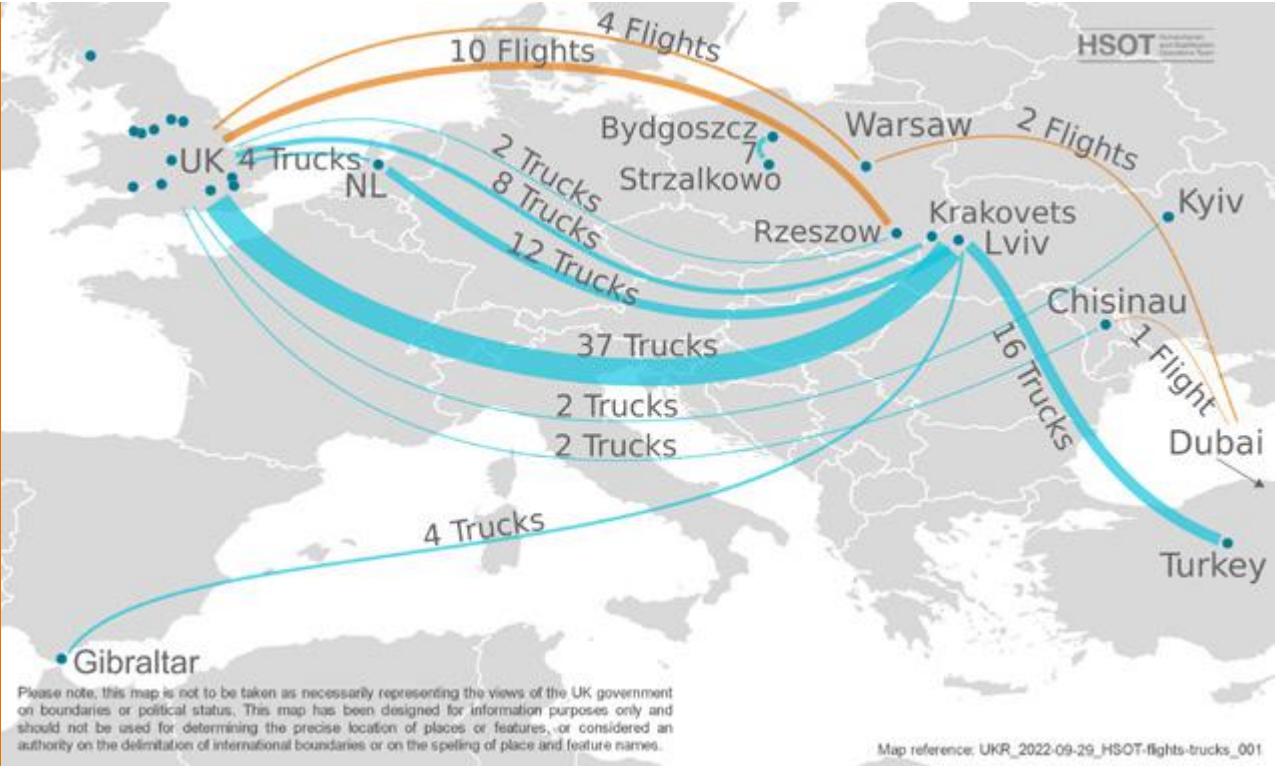 4 Flights
10 Flights
HSOT Humanitarian
and Stabilisation
Operations Team
Bydgoszcz
7
Strzalkowo
Warsaw
2 Flights
UK
4 Trucks
NL
2 Trucks
8 Trucks
12 Trucks
Rzeszow
Krakovets
Lviv
Kyiv
Chisinau
1 Flight
16 Trucks
37 Trucks
2 Trucks
2 Trucks
Dubai
4 Trucks
Turkey
Gibraltar
Please note, this map is not to be taken as necessarily representing the views of the UK government
on boundaries or political status. This map has been designed for information purposes only and
should not be used for determining the precise location of places or features, or considered an
authority on the delimitation of international boundaries or on the spelling of place and feature names.
Map reference: UKR_2022-09-29_HSOT-flights-trucks_001